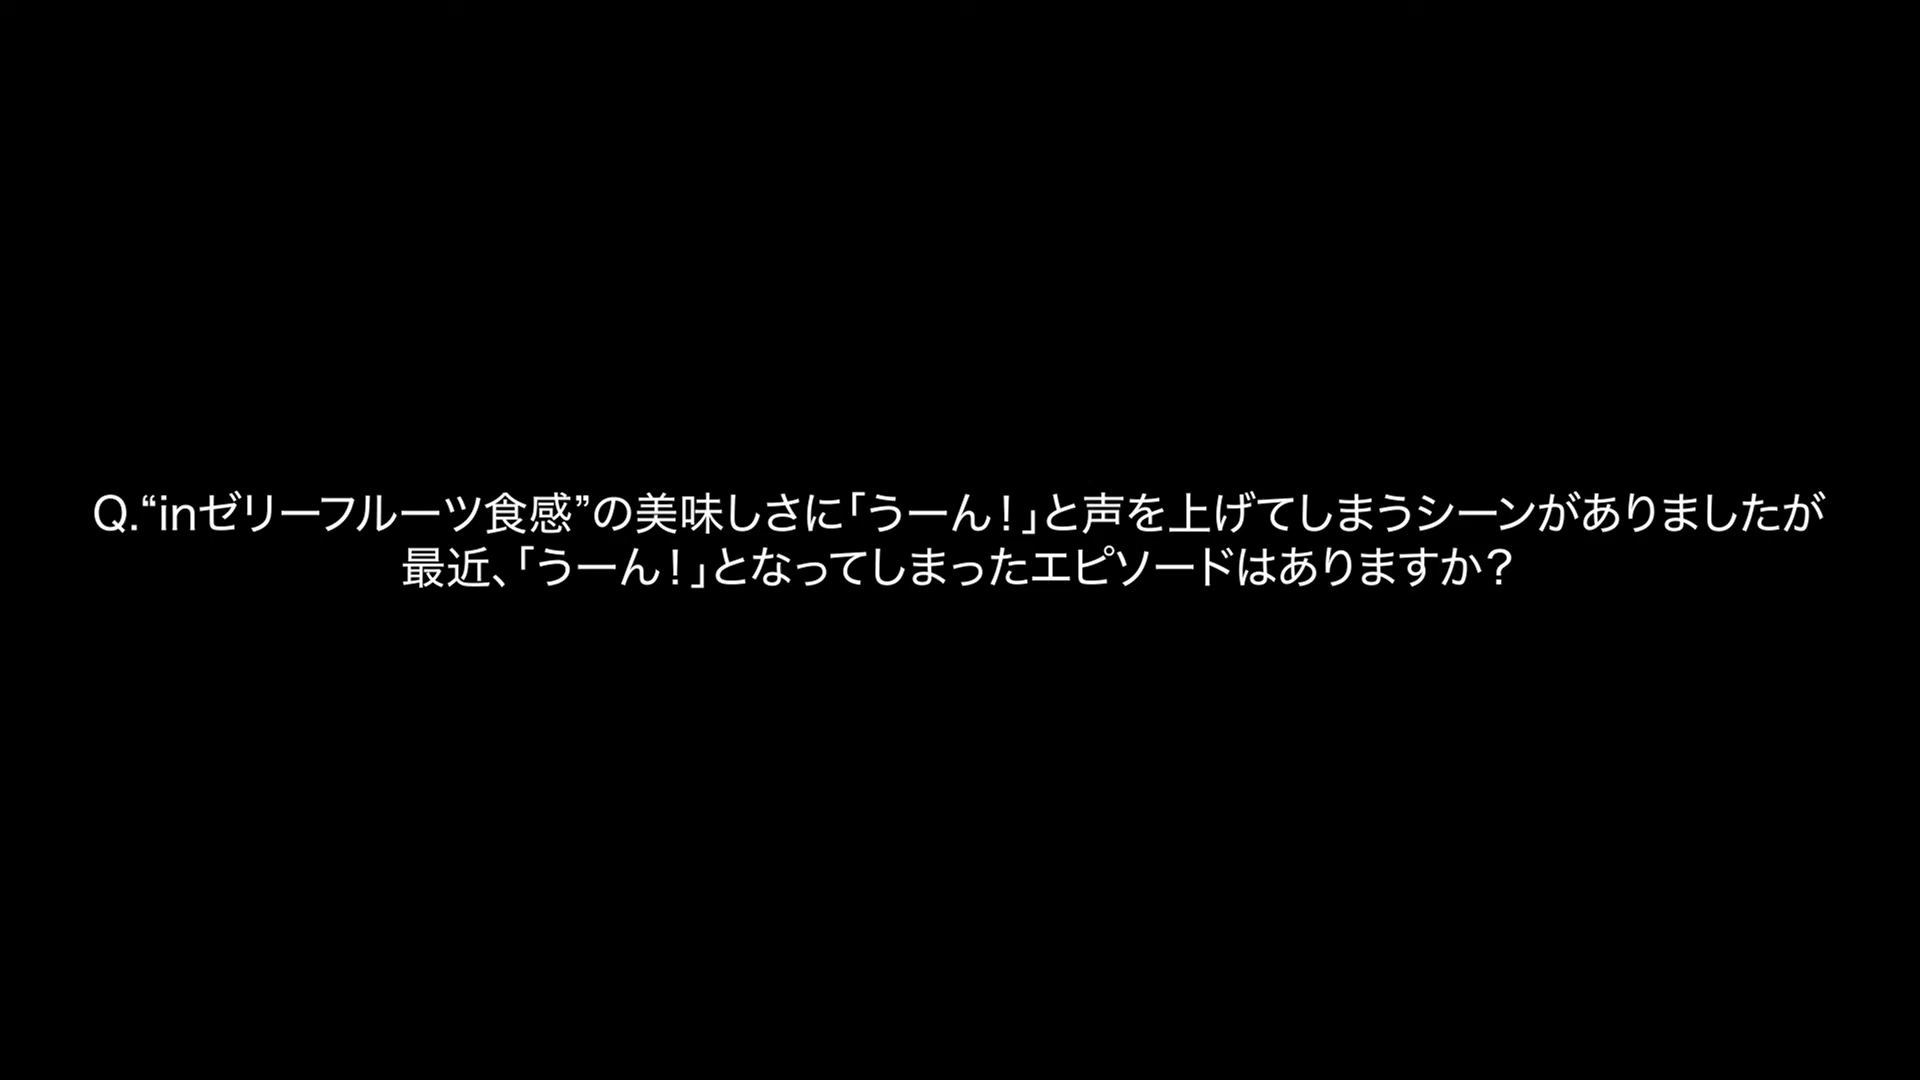 Q.“inゼリーフルーツ食感”の美味しさに「うーん！」と声を上げてしまうシーンがありましたが
最近、「うーん！」となってしまったエピソードはありますか？